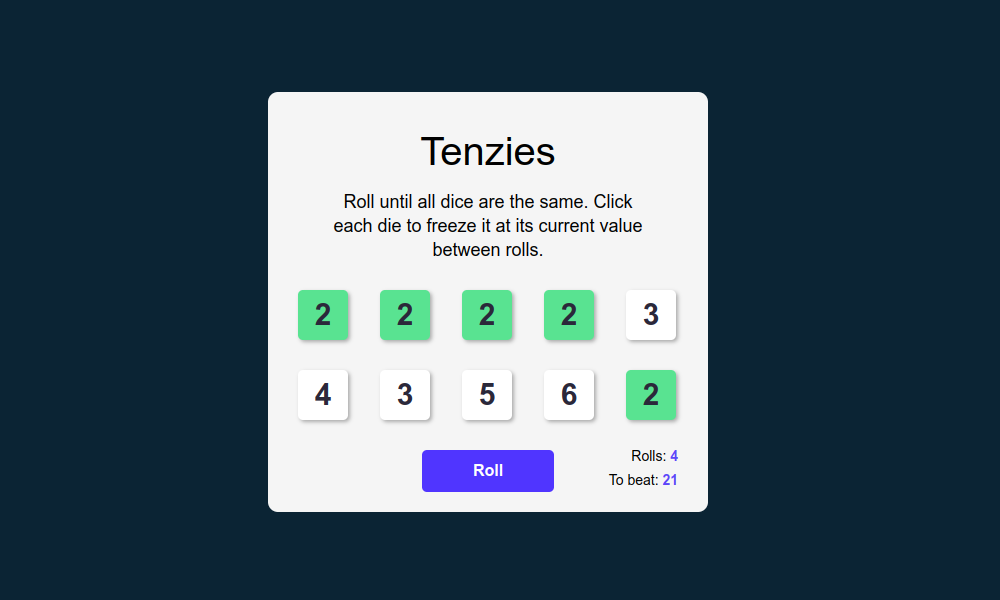 Tenzies
Roll until all dice are the same. Click
each die to freeze it at its current value
between rolls.
2 2 2 2 3
4 3 5 6 2
Roll
Rolls: 4
To beat: 21